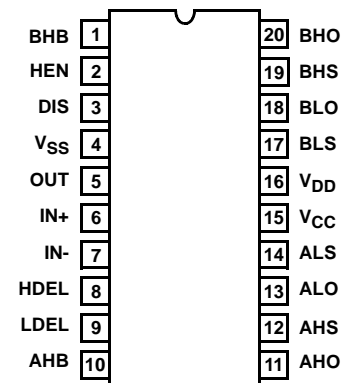 BHB 1 20 BHO
HEN 2 19 BHS
DIS 3 18 BLO
VSS 4 17 BLS
OUT 5 16 VDD
IN+ 6 15 VCC
IN- 7 14 ALS
HDEL 8 13 ALO
LDEL 9 12 AHS
AHB 10 11 AHO